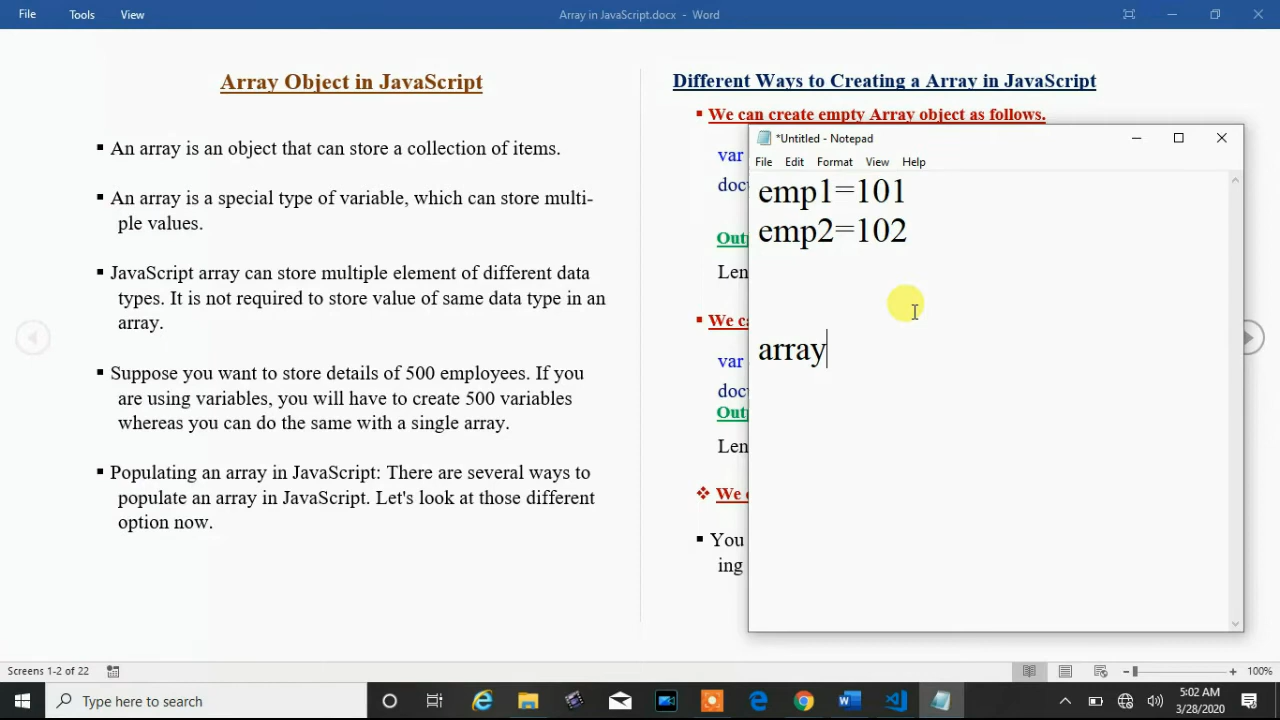 File Tools View
Array in JavaScript.docx - Word
Array Object in JavaScript
▪ An array is an object that can store a collection of items.
▪ An array is a special type of variable, which can store multi-
ple values.
▪ JavaScript array can store multiple element of different data
types. It is not required to store value of same data type in an
array.
▪ Suppose you want to store details of 500 employees. If you
are using variables, you will have to create 500 variables
whereas you can do the same with a single array.
▪ Populating an array in JavaScript: There are several ways to
populate an array in JavaScript. Let's look at those different
option now.
Different Ways to Creating a Array in JavaScript
▪ We can create empty Array object as follows.
var
Len
▪ We
var
Len
❖ We
▪ You
ing
*Untitled - Notepad
File Edit Format View Help
emp1=101
emp2=102
array
Screens 1-2 of 22
100%
Type here to search
5:02 AM
3/28/2020